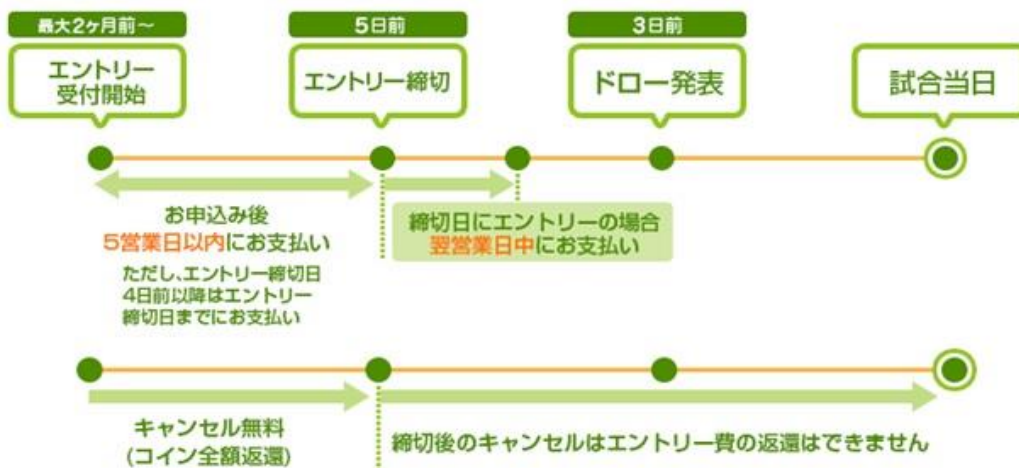 最大2ヶ月前～
5日前
3日前
エントリー
受付開始
エントリー締切
ドロー発表
試合当日
お申込み後
5営業日以内にお支払い
ただし、エントリー締切日
4日前以降はエントリー
締切日までにお支払い
締切日にエントリーの場合
翌営業日中にお支払い
キャンセル無料
(コイン全額返還)
締切後のキャンセルはエントリー費の返還はできません